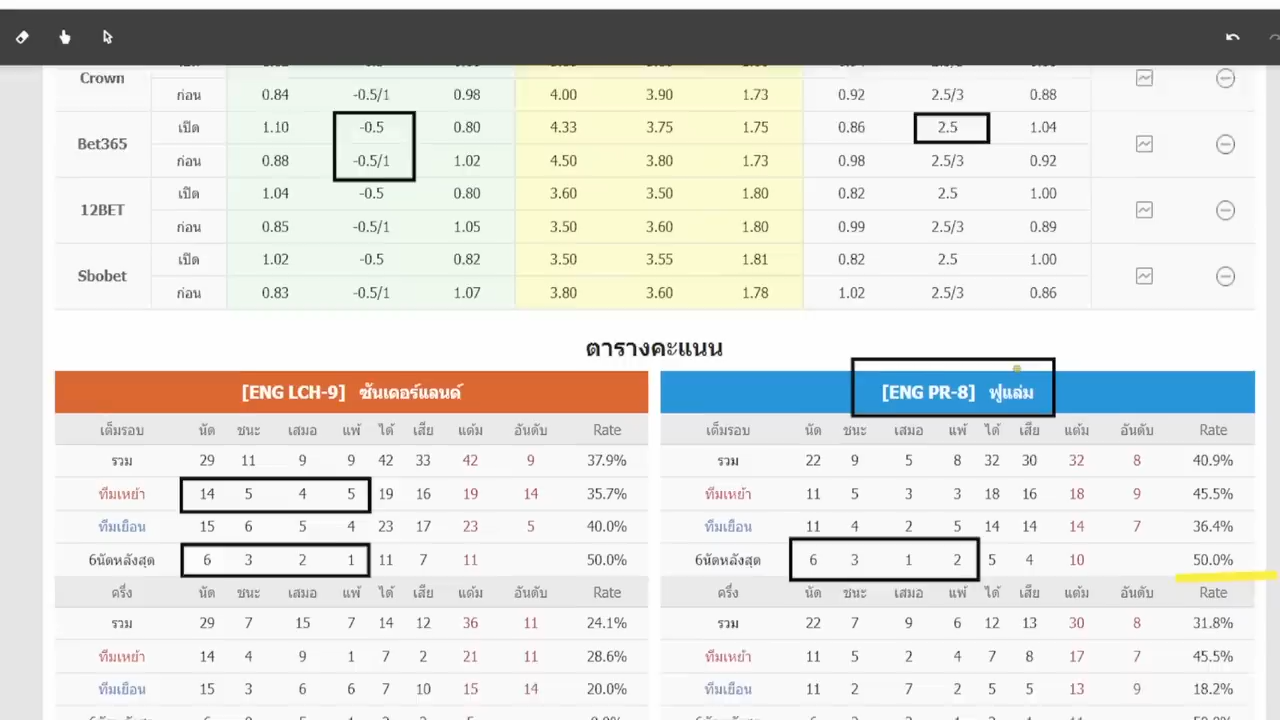 Crown
ก่อน 0.84 -0.5/1 0.98 4.00 3.90 1.73 0.92 2.5/3 0.88
Bet365
เปิด 1.10 -0.5 0.80 4.33 3.75 1.75 0.86 2.5 1.04
ก่อน 0.88 -0.5/1 1.02 4.50 3.80 1.73 0.98 2.5/3 0.92
12BET
เปิด 1.04 -0.5 0.80 3.60 3.50 1.80 0.82 2.5 1.00
ก่อน 0.85 -0.5/1 1.05 3.50 3.60 1.80 0.99 2.5/3 0.89
Sbobet
เปิด 1.02 -0.5 0.82 3.50 3.55 1.81 0.82 2.5 1.00
ก่อน 0.83 -0.5/1 1.07 3.80 3.60 1.78 1.02 2.5/3 0.86
ตารางคะแนน
[ENG LCH-9] ซันเดอร์แลนด์
เต็มรอบ นัด ชนะ เสมอ แพ้ ได้ เสีย แต้ม อันดับ Rate
รวม 29 11 9 9 42 33 42 9 37.9%
ทีมเหย้า 14 5 4 5 19 16 19 14 35.7%
ทีมเยือน 15 6 5 4 23 17 23 5 40.0%
6นัดหลังสุด 6 3 2 1 11 7 11 50.0%
ครึ่ง นัด ชนะ เสมอ แพ้ ได้ เสีย แต้ม อันดับ Rate
รวม 29 7 15 7 14 12 36 11 24.1%
ทีมเหย้า 14 4 9 1 7 2 21 11 28.6%
ทีมเยือน 15 3 6 6 7 10 15 14 20.0%
[ENG PR-8] ฟูแล่ม
เต็มรอบ นัด ชนะ เสมอ แพ้ ได้ เสีย แต้ม อันดับ Rate
รวม 22 9 5 8 32 30 32 8 40.9%
ทีมเหย้า 11 5 3 3 18 16 18 9 45.5%
ทีมเยือน 11 4 2 5 14 14 14 7 36.4%
6นัดหลังสุด 6 3 1 2 5 4 10 50.0%
ครึ่ง นัด ชนะ เสมอ แพ้ ได้ เสีย แต้ม อันดับ Rate
รวม 22 7 9 6 12 13 30 8 31.8%
ทีมเหย้า 11 5 2 4 7 8 17 7 45.5%
ทีมเยือน 11 2 7 2 5 5 13 9 18.2%